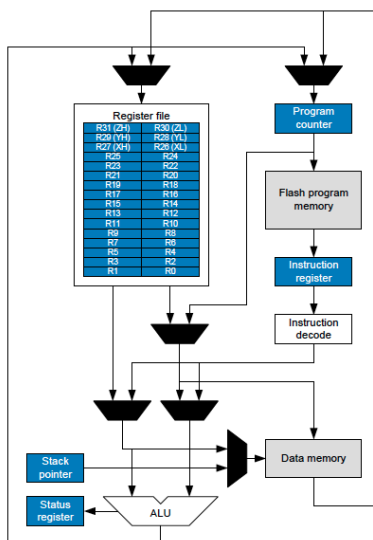 Register file
R31 (ZH) R30 (ZL)
R29 (YH) R28 (YL)
R27 (XH) R26 (XL)
R25 R24
R23 R22
R21 R20
R19 R18
R17 R16
R15 R14
R13 R12
R11 R10
R9 R8
R7 R6
R5 R4
R3 R2
R1 R0
Program
counter
Flash program
memory
Instruction
register
Instruction
decode
Data memory
Stack
pointer
Status
register
ALU